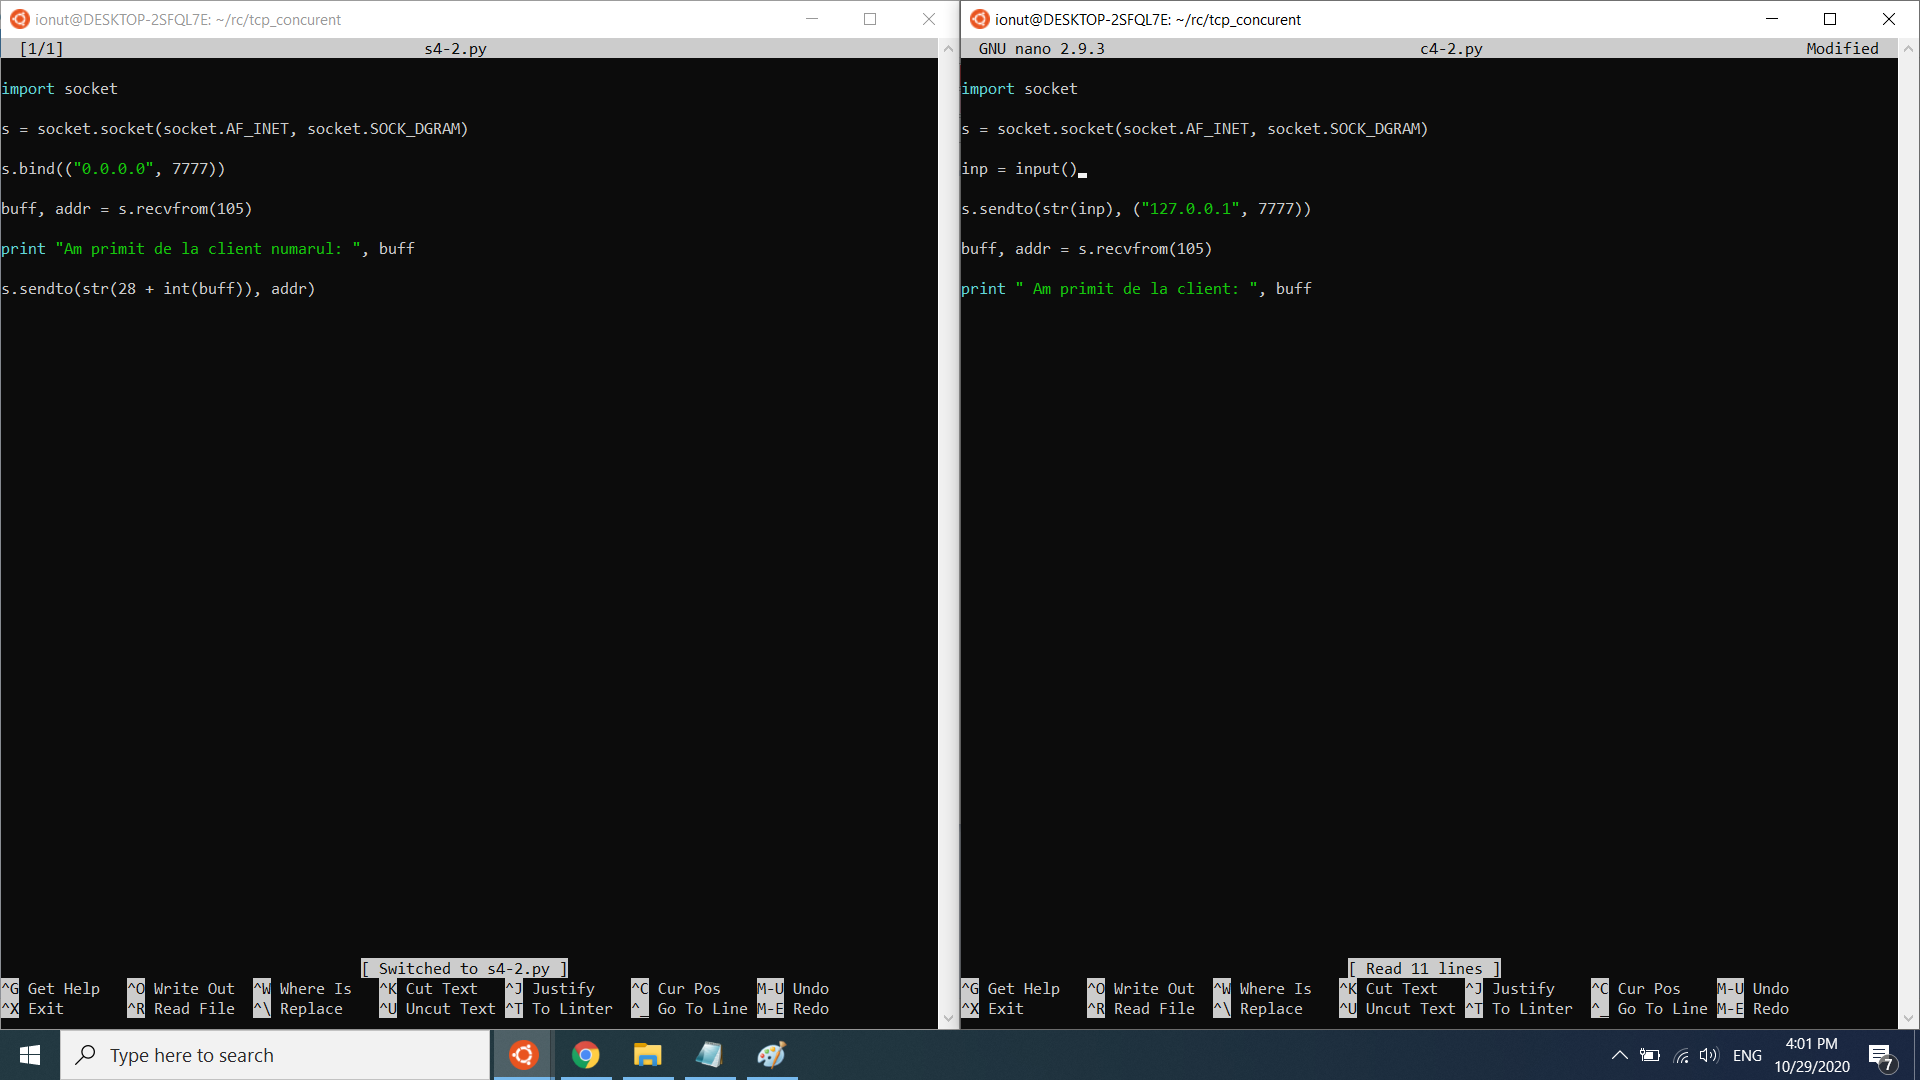 ionut@DESKTOP-2SFQL7E: ~/rc/tcp_concurent
[1/1] s4-2.py
import socket
s = socket.socket(socket.AF_INET, socket.SOCK_DGRAM)
s.bind(("0.0.0.0", 7777))
buff, addr = s.recvfrom(105)
print "Am primit de la client numarul: ", buff
s.sendto(str(28 + int(buff)), addr)
[ Switched to s4-2.py ]
^G Get Help ^O Write Out ^W Where Is ^K Cut Text ^J Justify ^C Cur Pos M-U Undo
^X Exit ^R Read File ^\ Replace ^U Uncut Text ^T To Linter ^_ Go To Line M-E Redo
ionut@DESKTOP-2SFQL7E: ~/rc/tcp_concurent
GNU nano 2.9.3 c4-2.py Modified
import socket
s = socket.socket(socket.AF_INET, socket.SOCK_DGRAM)
inp = input()
s.sendto(str(inp), ("127.0.0.1", 7777))
buff, addr = s.recvfrom(105)
print " Am primit de la client: ", buff
[ Read 11 lines ]
^G Get Help ^O Write Out ^W Where Is ^K Cut Text ^J Justify ^C Cur Pos M-U Undo
^X Exit ^R Read File ^\ Replace ^U Uncut Text ^T To Linter ^_ Go To Line M-E Redo
Type here to search
ENG
4:01 PM
10/29/2020
7